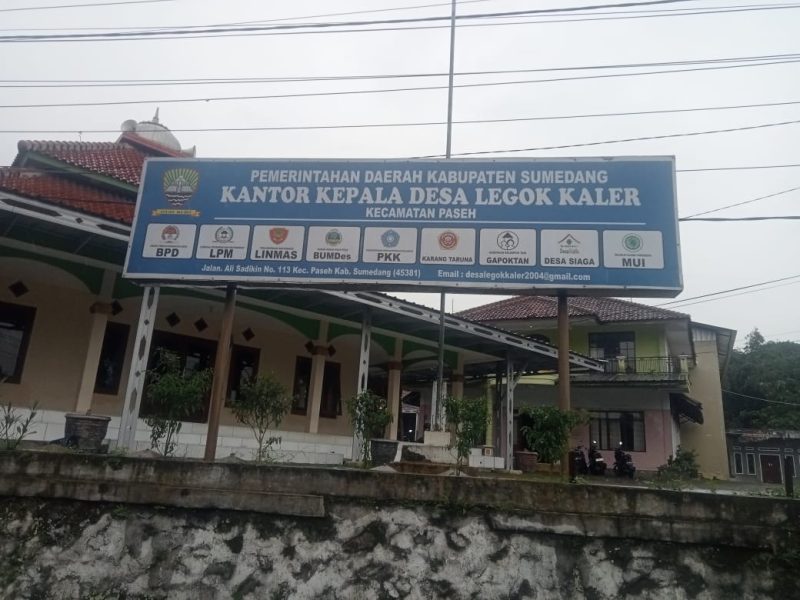 PEMERINTAHAN DAERAH KABUPATEN SUMEDANG
KANTOR KEPALA DESA LEGOK KALER
KECAMATAN PASEH
BPD LPM LINMAS BUMDes PKK KARANG TARUNA GAPOKTAN DESA SIAGA MUI
Jalan. Ali Sadikin No. 113 Kec. Paseh Kab. Sumedang (45381) Email : desalegokkaler2004@gmail.com